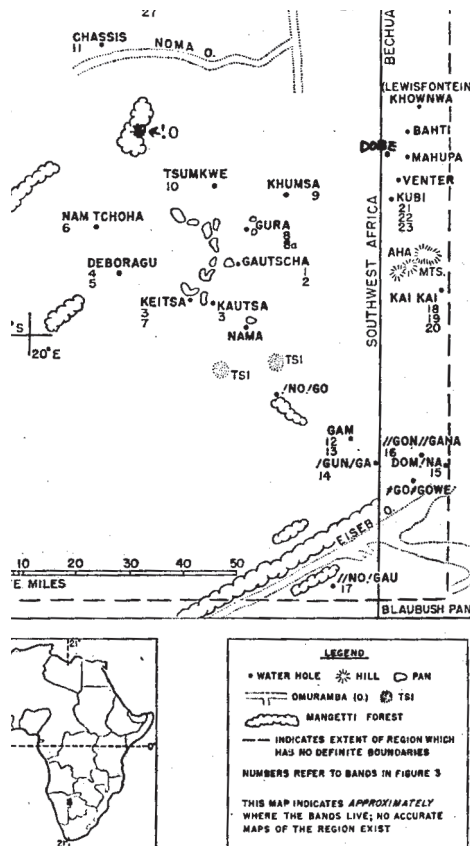 27
CHASSIS
11
NOMA O.
BECHUA
(LEWISFONTEIN
KHOWNWA
!O
DOBE
BAHTI
MAHUPA
TSUMKWE
10
KHUMSA
9
VENTER
KUBI
21
22
23
NAM TCHOHA
6
GURA
8
8a
SOUTHWEST AFRICA
AHA
MTS.
DEBORAGU
4
5
GAUTSCHA
1
2
KAI KAI
18
19
20
KEITSA
3
7
KAUTSA
3
NAMA
S
20°E
TSI
TSI
/NO/GO
GAM
12
13
//GON//GANA
16
/GUN/GA
14
DOM/NA
15
≠GO/GOWE
EISEB O.
10 20 30 40 50
E MILES
//NO/GAU
17
BLAUBUSH PAN
21°
0°
21°
LEGEND
WATER HOLE HILL PAN
OMURAMBA (O.) TSI
MANGETTI FOREST
INDICATES EXTENT OF REGION WHICH
HAS NO DEFINITE BOUNDARIES
NUMBERS REFER TO BANDS IN FIGURE 3
THIS MAP INDICATES APPROXIMATELY
WHERE THE BANDS LIVE; NO ACCURATE
MAPS OF THE REGION EXIST